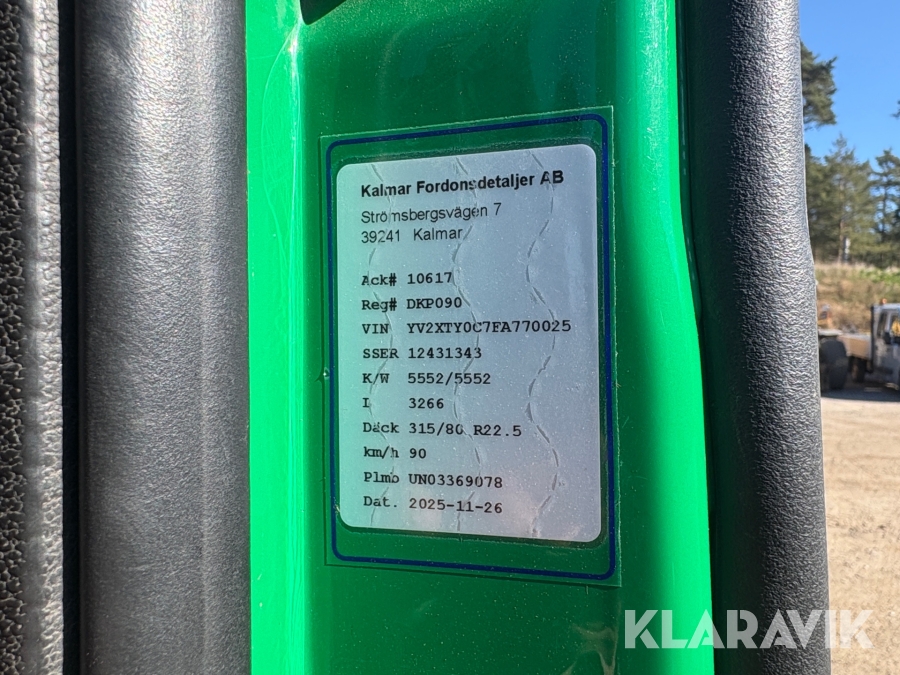 Kalmar Fordonsdetaljer AB
Strömsbergsvägen 7
39241 Kalmar
Ack# 10617
Reg# DKP090
VIN YV2XTY0C7FA770025
SSER 12431343
K/W 5552/5552
I 3266
Däck 315/80 R22.5
km/h 90
Plmb UN03369078
Dat. 2025-11-26
KLARAVIK